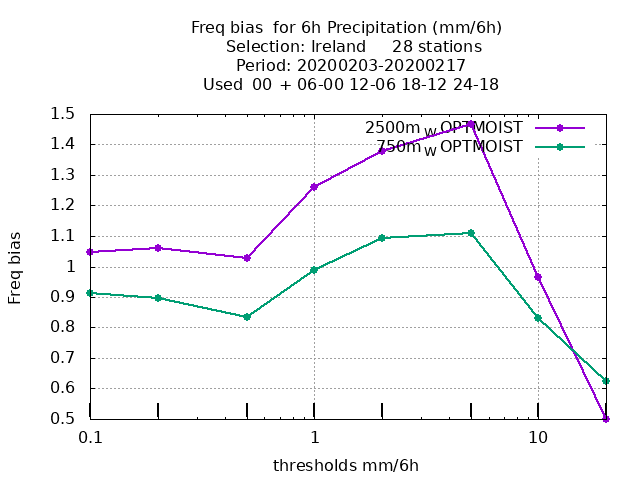 Freq bias  for 6h Precipitation (mm/6h)
Selection: Ireland     28 stations
Period: 20200203-20200217
Used  00  + 06-00 12-06 18-12 24-18
2500m_W OPTMOIST
750m_W OPTMOIST
1.5
1.4
1.3
1.2
1.1
1
0.9
0.8
0.7
0.6
0.5
Freq bias
0.1 1 10
thresholds mm/6h